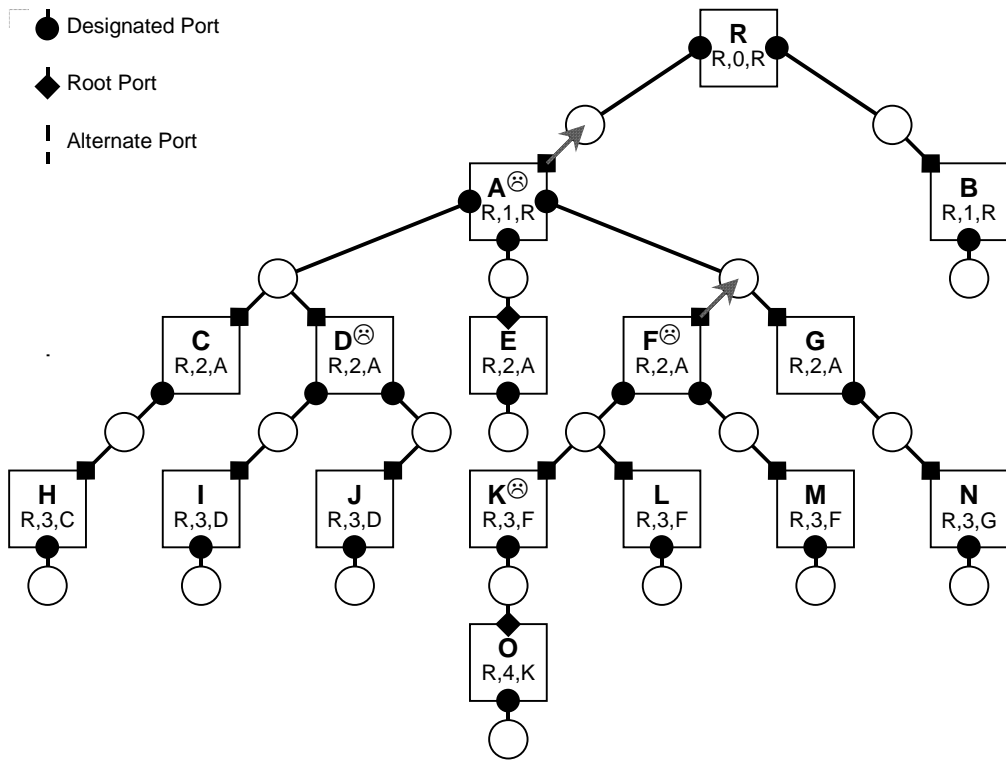 Designated Port
Root Port
Alternate Port
R
R,0,R
A☹
R,1,R
B
R,1,R
C
R,2,A
D☹
R,2,A
E
R,2,A
F☹
R,2,A
G
R,2,A
H
R,3,C
I
R,3,D
J
R,3,D
K☹
R,3,F
L
R,3,F
M
R,3,F
N
R,3,G
O
R,4,K